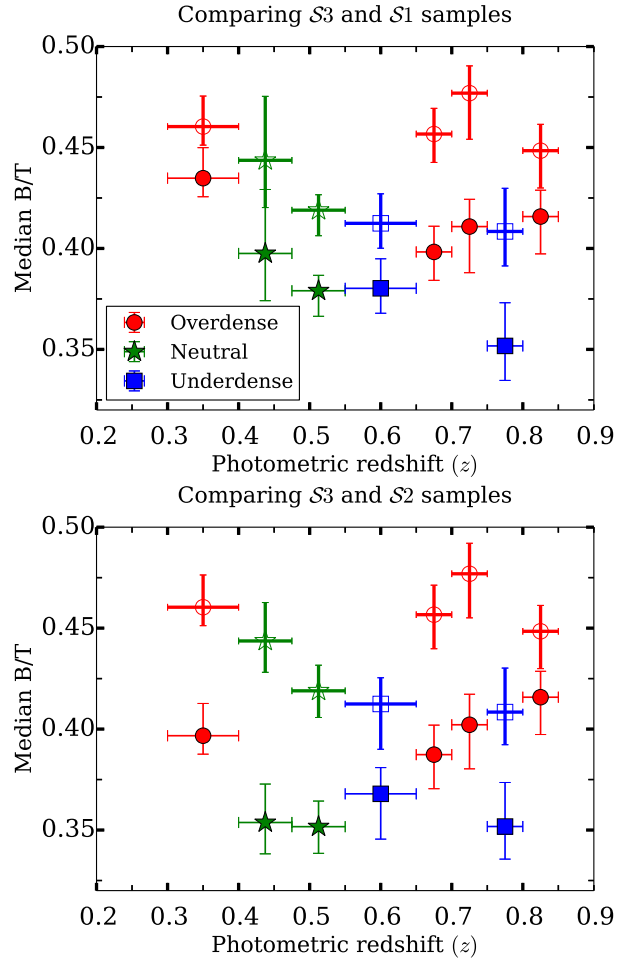 Comparing 𝒮3 and 𝒮1 samples
0.50
0.45
0.40
0.35
Median B/T
Overdense
Neutral
Underdense
0.2 0.3 0.4 0.5 0.6 0.7 0.8 0.9
Photometric redshift (z)
Comparing 𝒮3 and 𝒮2 samples
0.50
0.45
0.40
0.35
Median B/T
0.2 0.3 0.4 0.5 0.6 0.7 0.8 0.9
Photometric redshift (z)